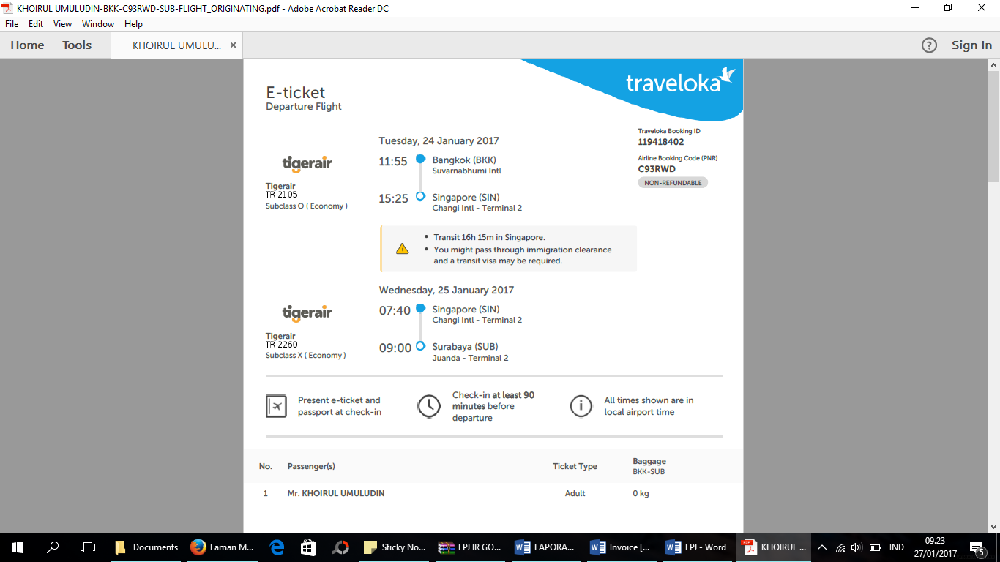 KHOIRUL UMULUDIN-BKK-C93RWD-SUB-FLIGHT_ORIGINATING.pdf - Adobe Acrobat Reader DC
File Edit View Window Help
Home Tools KHOIRUL UMULU... × ? Sign In
traveloka
E-ticket
Departure Flight
Traveloka Booking ID
119418402
Airline Booking Code (PNR)
C93RWD
NON-REFUNDABLE
Tuesday, 24 January 2017
tigerair
Tigerair
TR-2105
Subclass O ( Economy )
11:55 Bangkok (BKK)
Suvarnabhumi Intl
15:25 Singapore (SIN)
Changi Intl - Terminal 2
• Transit 16h 15m in Singapore.
• You might pass through immigration clearance
and a transit visa may be required.
Wednesday, 25 January 2017
tigerair
Tigerair
TR-2260
Subclass X ( Economy )
07:40 Singapore (SIN)
Changi Intl - Terminal 2
09:00 Surabaya (SUB)
Juanda - Terminal 2
Present e-ticket and
passport at check-in
Check-in at least 90
minutes before
departure
All times shown are in
local airport time
No. Passenger(s) Ticket Type Baggage
BKK-SUB
1 Mr. KHOIRUL UMULUDIN Adult 0 kg
Documents Laman M... Sticky No... LPJ IR GO... LAPORA... Invoice [... LPJ - Word KHOIRUL ... IND 09.23
27/01/2017 5